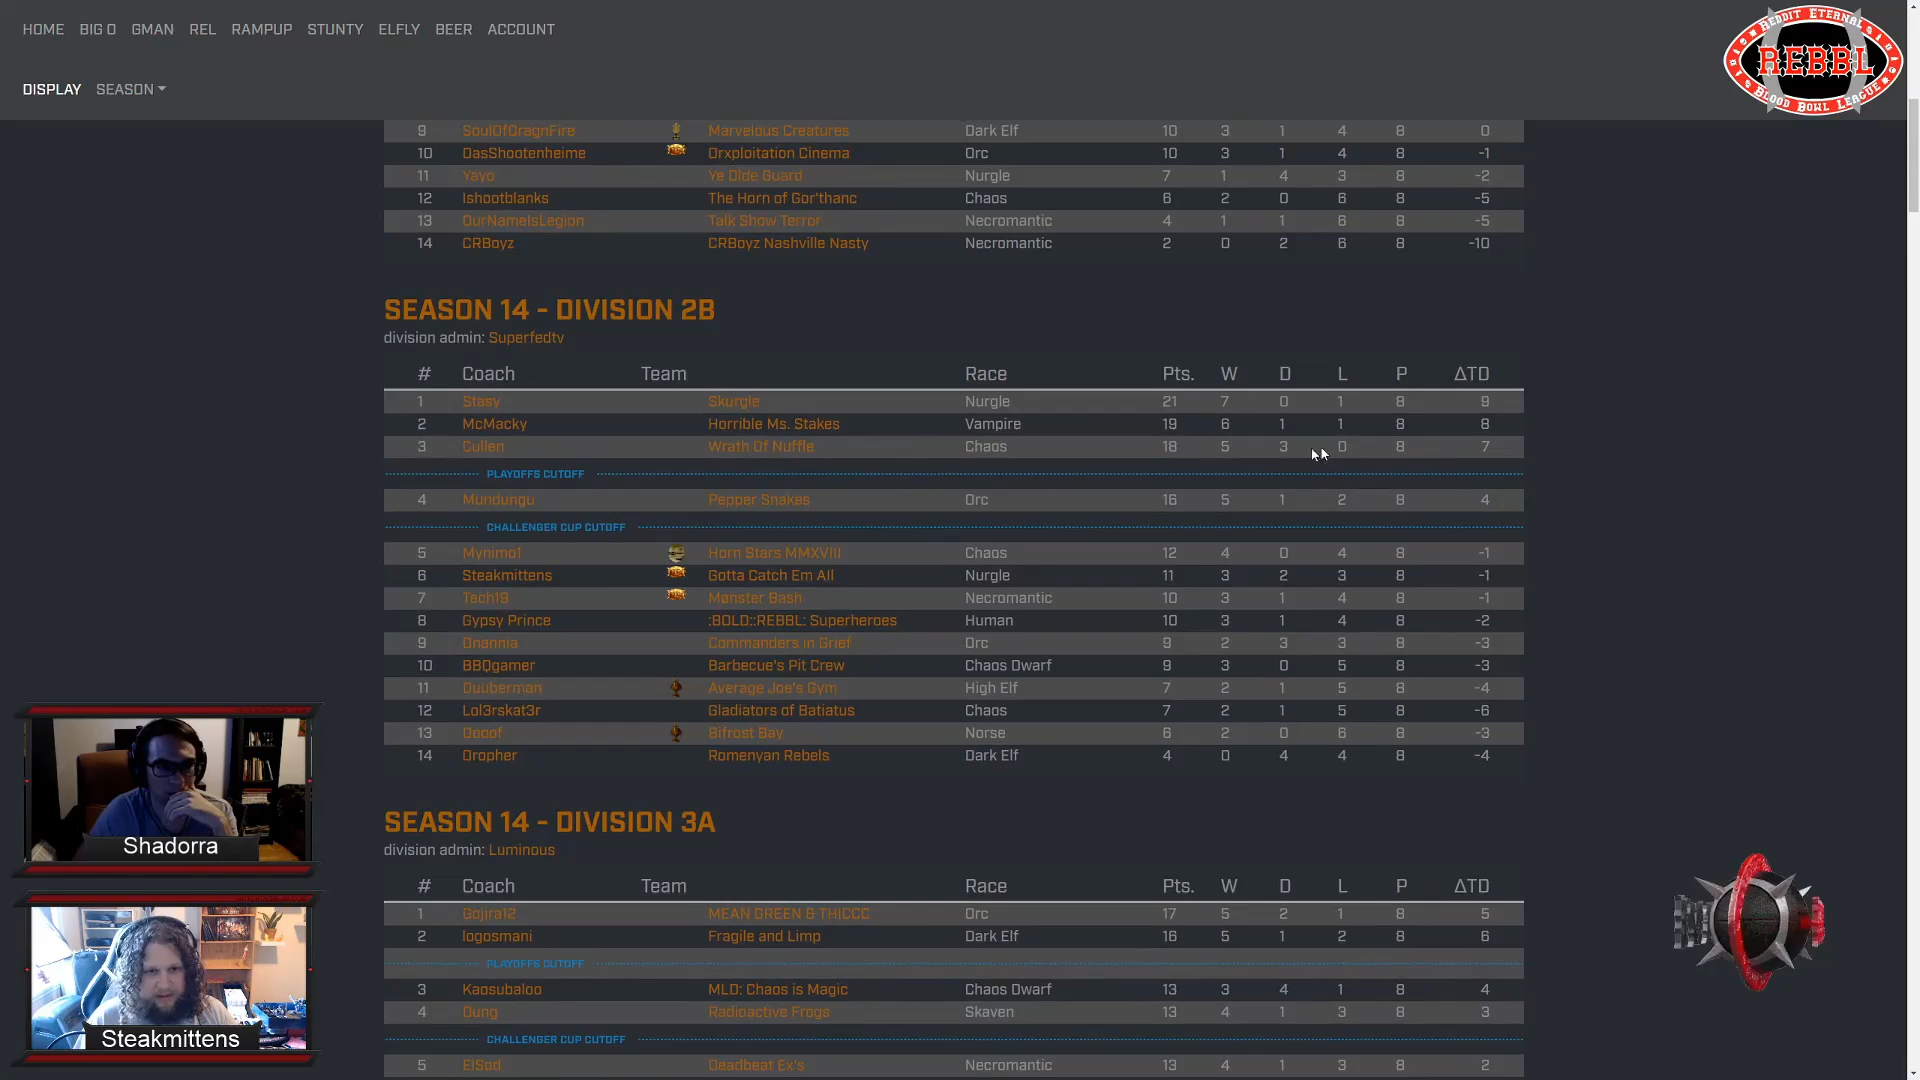 HOME BIG O GMAN REL RAMPUP STUNTY ELFLY BEER ACCOUNT
DISPLAY SEASON
REDDIT ETERNAL
REBBL
BLOOD BOWL LEAGUE
9 SoulOfDragnFire Marvelous Creatures Dark Elf 10 3 1 4 8 0
10 DasShootenheime Orxploitation Cinema Orc 10 3 1 4 8 -1
11 Yayo Ye Olde Guard Nurgle 7 1 4 3 8 -2
12 Ishootblanks The Horn of Gor'thanc Chaos 6 2 0 6 8 -5
13 OurNameIsLegion Talk Show Terror Necromantic 4 1 1 6 8 -5
14 CRBoyz CRBoyz Nashville Nasty Necromantic 2 0 2 6 8 -10
SEASON 14 - DIVISION 2B
division admin: Superfedtv
# Coach Team Race Pts. W D L P ΔTD
1 Stasy Skurgle Nurgle 21 7 0 1 8 9
2 McMacky Horrible Ms. Stakes Vampire 19 6 1 1 8 8
3 Cullen Wrath Of Nuffle Chaos 18 5 3 0 8 7
PLAYOFFS CUTOFF
4 Mundungu Pepper Snakes Orc 16 5 1 2 8 4
CHALLENGER CUP CUTOFF
5 Mynimo1 Horn Stars MMXVIII Chaos 12 4 0 4 8 -1
6 Steakmittens Gotta Catch Em All Nurgle 11 3 2 3 8 -1
7 Tech19 Mønster Bash Necromantic 10 3 1 4 8 -1
8 Gypsy Prince :BOLD::REBBL: Superheroes Human 10 3 1 4 8 -2
9 Onannia Commanders in Grief Orc 9 2 3 3 8 -3
10 BBQgamer Barbecue's Pit Crew Chaos Dwarf 9 3 0 5 8 -3
11 Duuberman Average Joe's Gym High Elf 7 2 1 5 8 -4
12 Lol3rskat3r Gladiators of Batiatus Chaos 7 2 1 5 8 -6
13 Oooof Bifrost Bay Norse 6 2 0 6 8 -3
14 Oropher Romenyan Rebels Dark Elf 4 0 4 4 8 -4
SEASON 14 - DIVISION 3A
division admin: Luminous
# Coach Team Race Pts. W D L P ΔTD
1 Gojira12 MEAN GREEN & THICCC Orc 17 5 2 1 8 5
2 logosmani Fragile and Limp Dark Elf 16 5 1 2 8 6
PLAYOFFS CUTOFF
3 Kaosubaloo MLD: Chaos is Magic Chaos Dwarf 13 3 4 1 8 4
4 Oung Radioactive Frogs Skaven 13 4 1 3 8 3
CHALLENGER CUP CUTOFF
5 ElSod Deadbeat Ex's Necromantic 13 4 1 3 8 2
Shadorra
Steakmittens